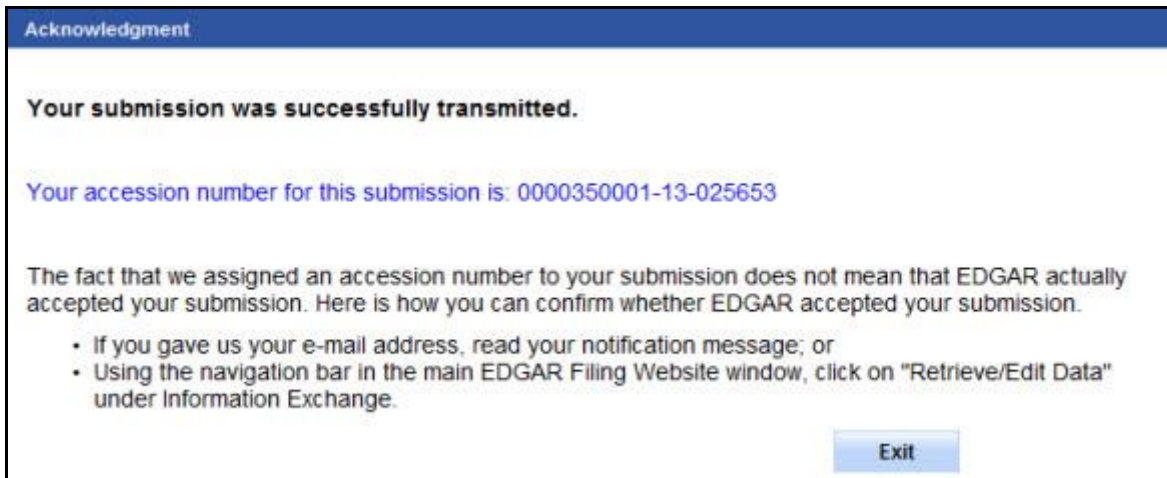 Acknowledgment
Your submission was successfully transmitted.
Your accession number for this submission is: 0000350001-13-025653
The fact that we assigned an accession number to your submission does not mean that EDGAR actually
accepted your submission. Here is how you can confirm whether EDGAR accepted your submission.
• If you gave us your e-mail address, read your notification message; or
• Using the navigation bar in the main EDGAR Filing Website window, click on "Retrieve/Edit Data"
under Information Exchange.
Exit